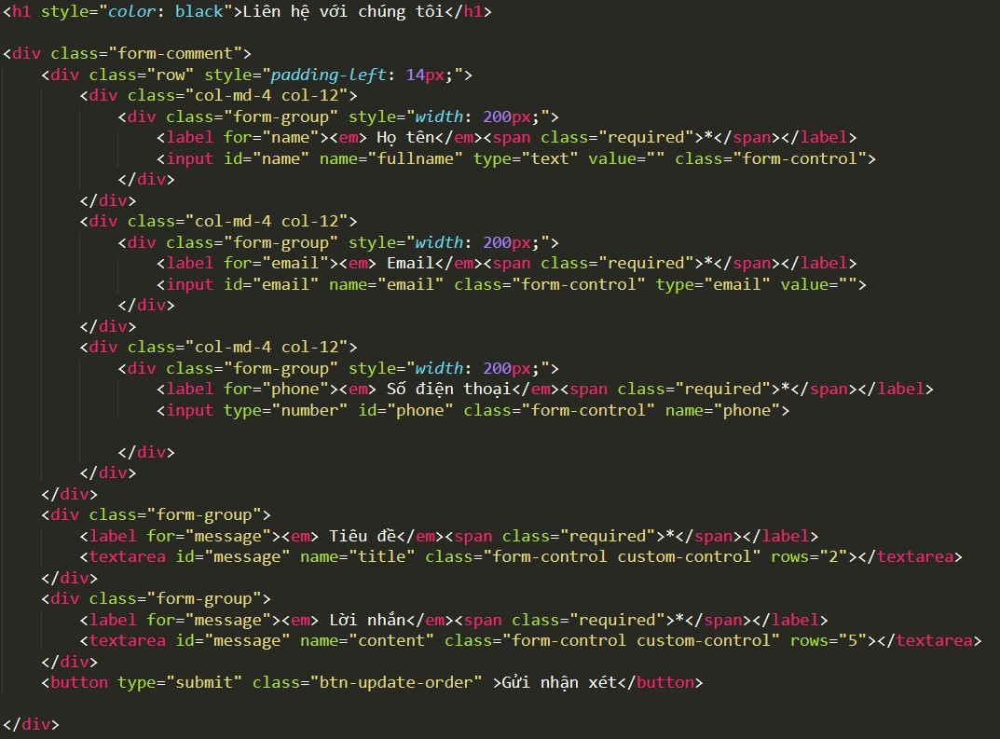 <h1 style="color: black">Liên hệ với chúng tôi</h1>
<div class="form-comment">
<div class="row" style="padding-left: 14px;">
<div class="col-md-4 col-12">
<div class="form-group" style="width: 200px;">
<label for="name"><em> Họ tên</em><span class="required">*</span></label>
<input id="name" name="fullname" type="text" value="" class="form-control">
</div>
</div>
<div class="col-md-4 col-12">
<div class="form-group" style="width: 200px;">
<label for="email"><em> Email</em><span class="required">*</span></label>
<input id="email" name="email" class="form-control" type="email" value="">
</div>
</div>
<div class="col-md-4 col-12">
<div class="form-group" style="width: 200px;">
<label for="phone"><em> Số điện thoại</em><span class="required">*</span></label>
<input type="number" id="phone" class="form-control" name="phone">
</div>
</div>
</div>
<div class="form-group">
<label for="message"><em> Tiêu đề</em><span class="required">*</span></label>
<textarea id="message" name="title" class="form-control custom-control" rows="2"></textarea>
</div>
<div class="form-group">
<label for="message"><em> Lời nhắn</em><span class="required">*</span></label>
<textarea id="message" name="content" class="form-control custom-control" rows="5"></textarea>
</div>
<button type="submit" class="btn-update-order" >Gửi nhận xét</button>
</div>